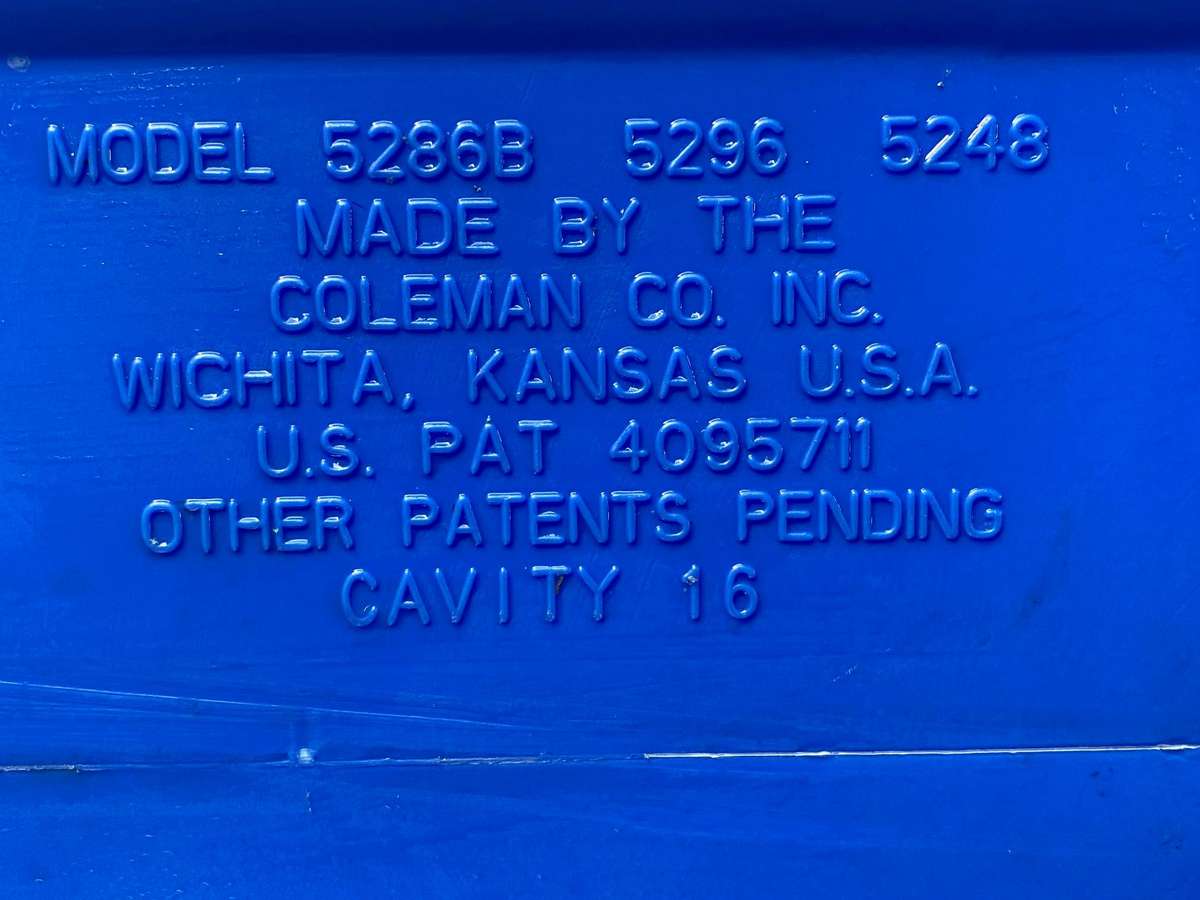 MODEL 5286B 5296 5248
MADE BY THE
COLEMAN CO. INC.
WICHITA, KANSAS U.S.A.
U.S. PAT 4095711
OTHER PATENTS PENDING
CAVITY 16